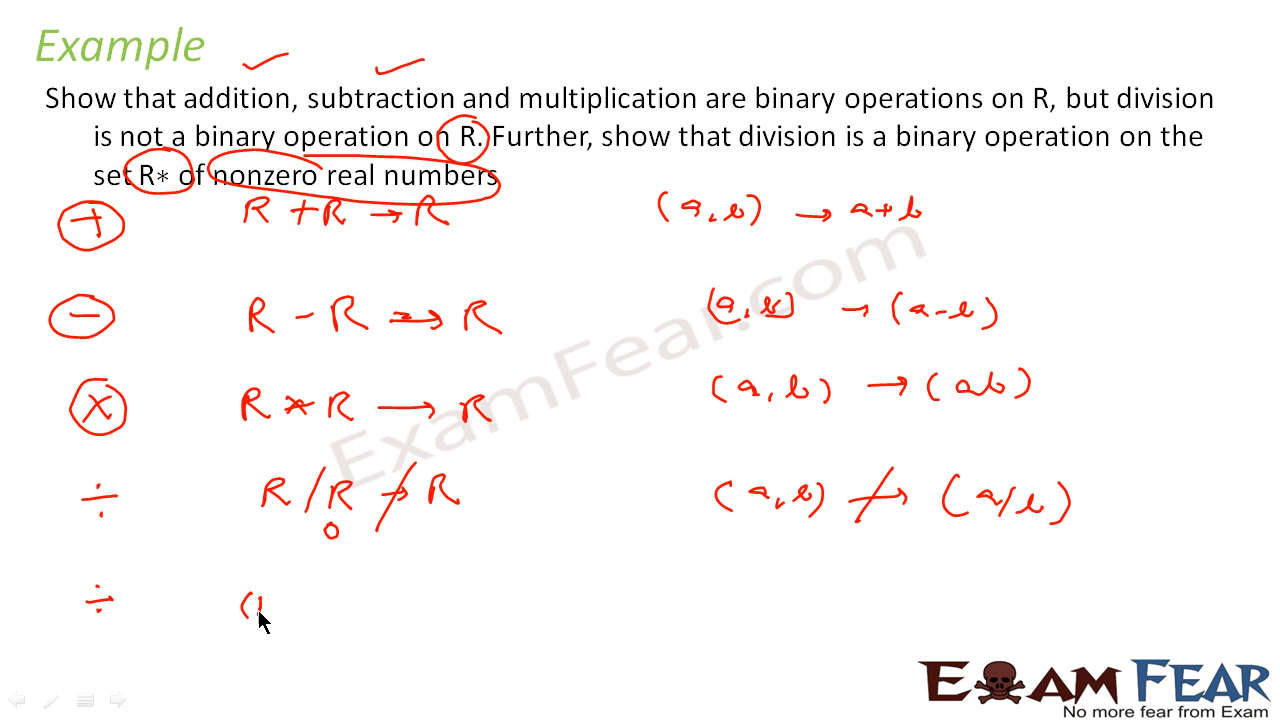 Example
Show that addition, subtraction and multiplication are binary operations on R, but division
is not a binary operation on R. Further, show that division is a binary operation on the
set R∗ of nonzero real numbers
+ R + R → R (a, b) → a+b
− R − R → R (a, b) → (a−b)
× R * R → R (a, b) → (ab)
÷ R / R ↛ R (a, b) ↛ (a/b)
0
÷ (
ExamFear.com
EXAM FEAR
No more fear from Exam